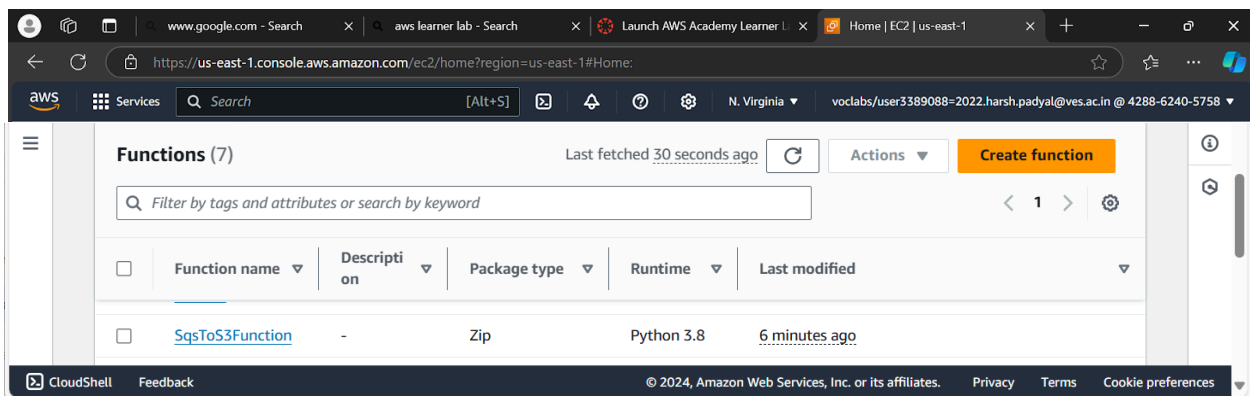 www.google.com - Search
aws learner lab - Search
Launch AWS Academy Learner L
Home | EC2 | us-east-1
https://us-east-1.console.aws.amazon.com/ec2/home?region=us-east-1#Home:
aws Services Search [Alt+S] N. Virginia voclabs/user3389088=2022.harsh.padyal@ves.ac.in @ 4288-6240-5758
Functions (7) Last fetched 30 seconds ago Actions Create function
Filter by tags and attributes or search by keyword 1
Function name Descripti Package type Runtime Last modified
on
SqsToS3Function - Zip Python 3.8 6 minutes ago
CloudShell Feedback © 2024, Amazon Web Services, Inc. or its affiliates. Privacy Terms Cookie preferences